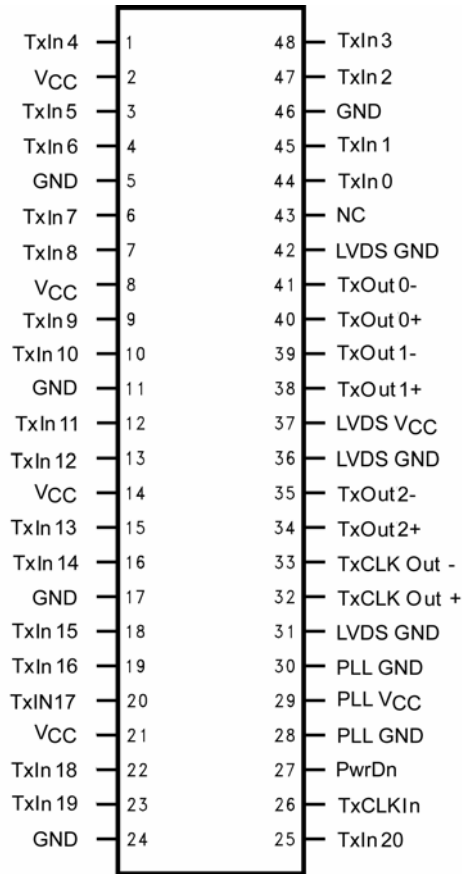 TxIn 4 1 48 TxIn 3
VCC 2 47 TxIn 2
TxIn 5 3 46 GND
TxIn 6 4 45 TxIn 1
GND 5 44 TxIn 0
TxIn 7 6 43 NC
TxIn 8 7 42 LVDS GND
VCC 8 41 TxOut 0-
TxIn 9 9 40 TxOut 0+
TxIn 10 10 39 TxOut 1-
GND 11 38 TxOut 1+
TxIn 11 12 37 LVDS VCC
TxIn 12 13 36 LVDS GND
VCC 14 35 TxOut2-
TxIn 13 15 34 TxOut2+
TxIn 14 16 33 TxCLK Out -
GND 17 32 TxCLK Out +
TxIn 15 18 31 LVDS GND
TxIn 16 19 30 PLL GND
TxIN17 20 29 PLL VCC
VCC 21 28 PLL GND
TxIn 18 22 27 PwrDn
TxIn 19 23 26 TxCLKIn
GND 24 25 TxIn 20